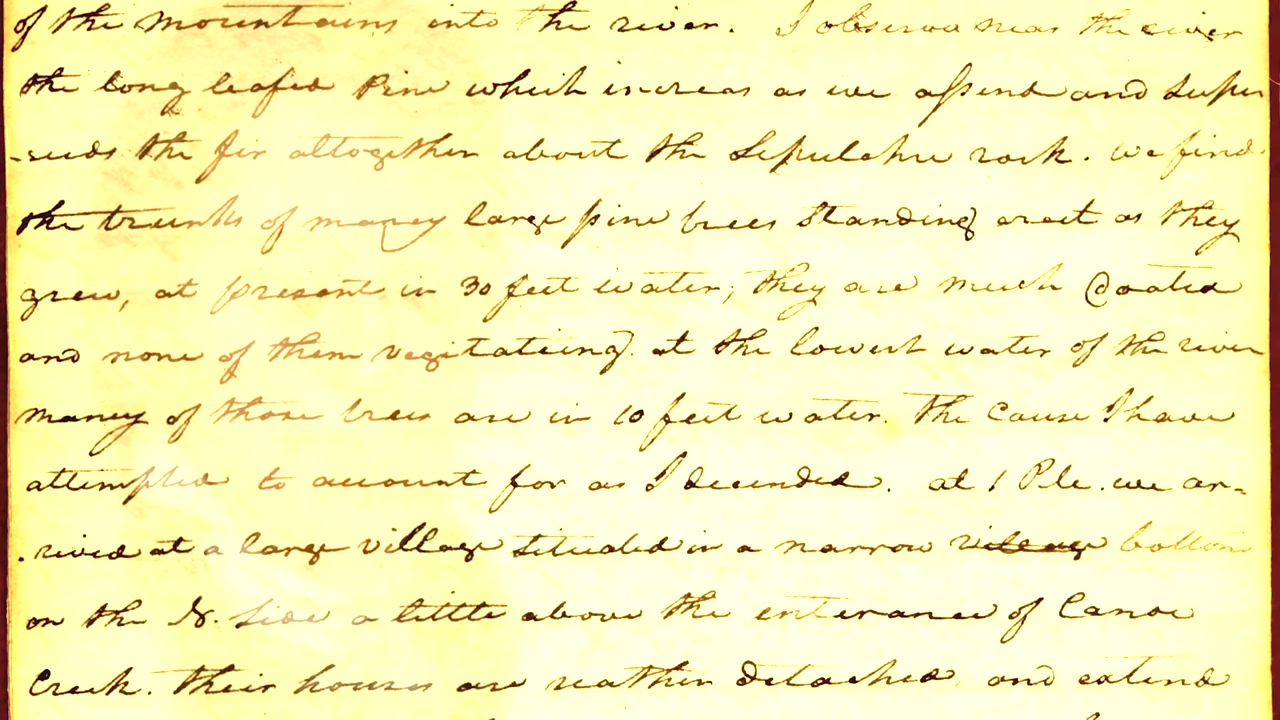 of the mountains into the river. I observe near the river
the long leafed Pine which increas as we assend and super
-seeds the fir altogether about the Sepulchre rock. we find
the trunks of maney large pine trees standing erect as they
grew, at present in 30 feet water; they are much doated
and none of them vegitateing. at the lowest water of the river
maney of those trees are in 10 feet water. the cause I have
attempted to account for as I decended. at 1 P.M. we ar-
.rived at a large village situated in a narrow village bottom
on the N. side a little above the enterance of Canoe
Creek. their houses are reather detached, and extend